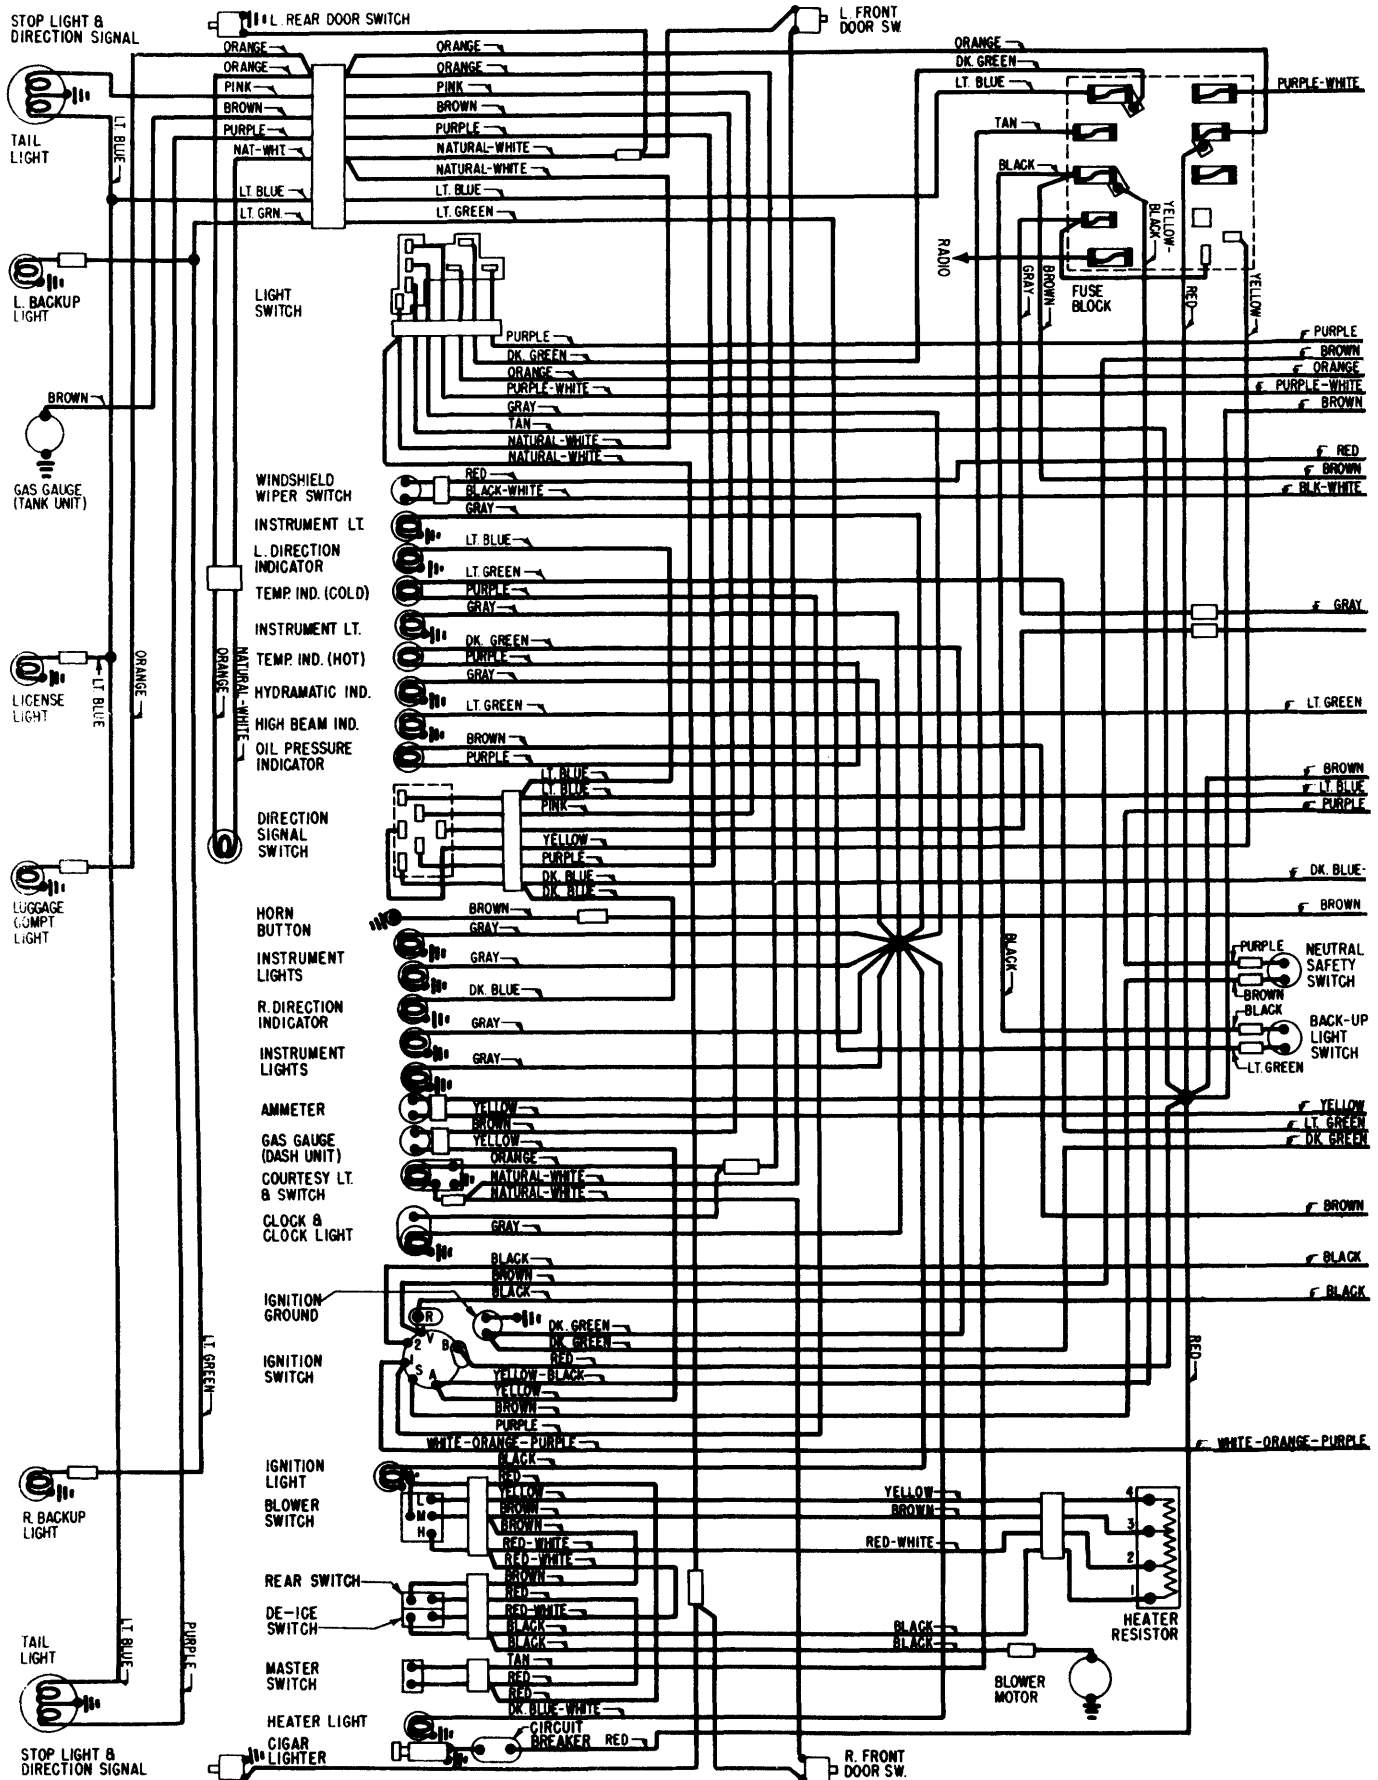 STOP LIGHT &
DIRECTION SIGNAL
L. REAR DOOR SWITCH
L. FRONT
DOOR SW.
ORANGE
ORANGE
ORANGE
DK. GREEN
ORANGE
ORANGE
PINK
PINK
LT. BLUE
PURPLE-WHITE
BROWN
BROWN
TAIL
LIGHT
LT. BLUE
PURPLE
PURPLE
TAN
NAT-WHT
NATURAL-WHITE
NATURAL-WHITE
BLACK
LT. BLUE
LT. BLUE
LT. GRN.
LT. GREEN
YELLOW-
BLACK
RADIO
GRAY
BROWN
FUSE
BLOCK
RED
YELLOW
L. BACKUP
LIGHT
LIGHT
SWITCH
PURPLE
PURPLE
DK. GREEN
BROWN
ORANGE
ORANGE
PURPLE-WHITE
PURPLE-WHITE
BROWN
GRAY
BROWN
TAN
NATURAL-WHITE
NATURAL-WHITE
RED
GAS GAUGE
(TANK UNIT)
WINDSHIELD
WIPER SWITCH
RED
BROWN
BLACK-WHITE
BLK-WHITE
INSTRUMENT LT.
GRAY
L. DIRECTION
INDICATOR
LT. BLUE
TEMP. IND. (COLD)
LT. GREEN
PURPLE
INSTRUMENT LT.
GRAY
GRAY
TEMP. IND. (HOT)
DK. GREEN
PURPLE
HYDRAMATIC IND.
GRAY
LICENSE
LIGHT
LT. BLUE
ORANGE
ORANGE
NATURAL-WHITE
HIGH BEAM IND.
LT. GREEN
LT. GREEN
OIL PRESSURE
INDICATOR
BROWN
PURPLE
DIRECTION
SIGNAL
SWITCH
LT. BLUE
LT. BLUE
PINK
BROWN
LT. BLUE
PURPLE
YELLOW
PURPLE
DK. BLUE
DK. BLUE
DK. BLUE-
LUGGAGE
COMPT
LIGHT
HORN
BUTTON
BROWN
BROWN
INSTRUMENT
LIGHTS
GRAY
GRAY
R. DIRECTION
INDICATOR
DK. BLUE
BLACK
PURPLE
NEUTRAL
SAFETY
SWITCH
BROWN
INSTRUMENT
LIGHTS
GRAY
GRAY
BLACK
BACK-UP
LIGHT
SWITCH
LT. GREEN
AMMETER
YELLOW
YELLOW
GAS GAUGE
(DASH UNIT)
BROWN
YELLOW
LT. GREEN
DK. GREEN
COURTESY LT.
& SWITCH
ORANGE
NATURAL-WHITE
NATURAL-WHITE
BROWN
CLOCK &
CLOCK LIGHT
GRAY
BLACK
BLACK
BROWN
BLACK
BLACK
IGNITION
GROUND
R
V
2
B
1
S
A
DK. GREEN
DK. GREEN
IGNITION
SWITCH
RED
YELLOW-BLACK
YELLOW
BROWN
PURPLE
WHITE-ORANGE-PURPLE
WHITE-ORANGE-PURPLE
RED
LT. GREEN
IGNITION
LIGHT
BLACK
R. BACKUP
LIGHT
BLOWER
SWITCH
L
M
H
RED
YELLOW
BROWN
BROWN
RED-WHITE
RED-WHITE
YELLOW
BROWN
RED-WHITE
4
3
2
1
HEATER
RESISTOR
REAR SWITCH
DE-ICE
SWITCH
BROWN
RED
RED-WHITE
BLACK
BLACK
BLACK
BLACK
TAIL
LIGHT
LT. BLUE
PURPLE
MASTER
SWITCH
TAN
RED
RED
BLOWER
MOTOR
HEATER LIGHT
DK. BLUE-WHITE
CIGAR
LIGHTER
CIRCUIT
BREAKER
RED
STOP LIGHT &
DIRECTION SIGNAL
R. FRONT
DOOR SW.